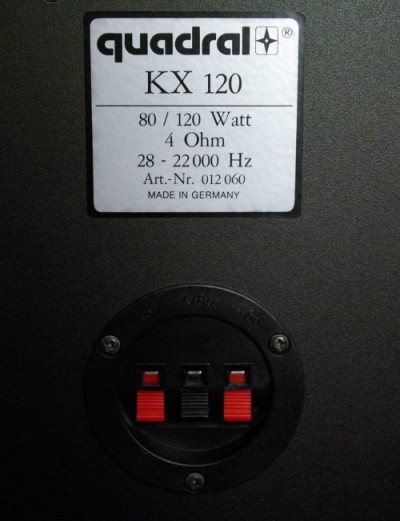 quadral®
KX 120
80 / 120 Watt
4 Ohm
28 - 22000 Hz
Art.-Nr. 012 060
MADE IN GERMANY